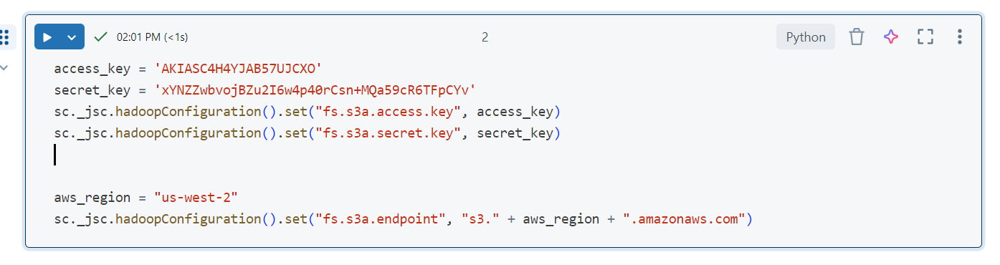 02:01 PM (<1s)
2
Python
access_key = 'AKIASC4H4YJAB57UJCXO'
secret_key = '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'
sc._jsc.hadoopConfiguration().set("fs.s3a.access.key", access_key)
sc._jsc.hadoopConfiguration().set("fs.s3a.secret.key", secret_key)
aws_region = "us-west-2"
sc._jsc.hadoopConfiguration().set("fs.s3a.endpoint", "s3." + aws_region + ".amazonaws.com")